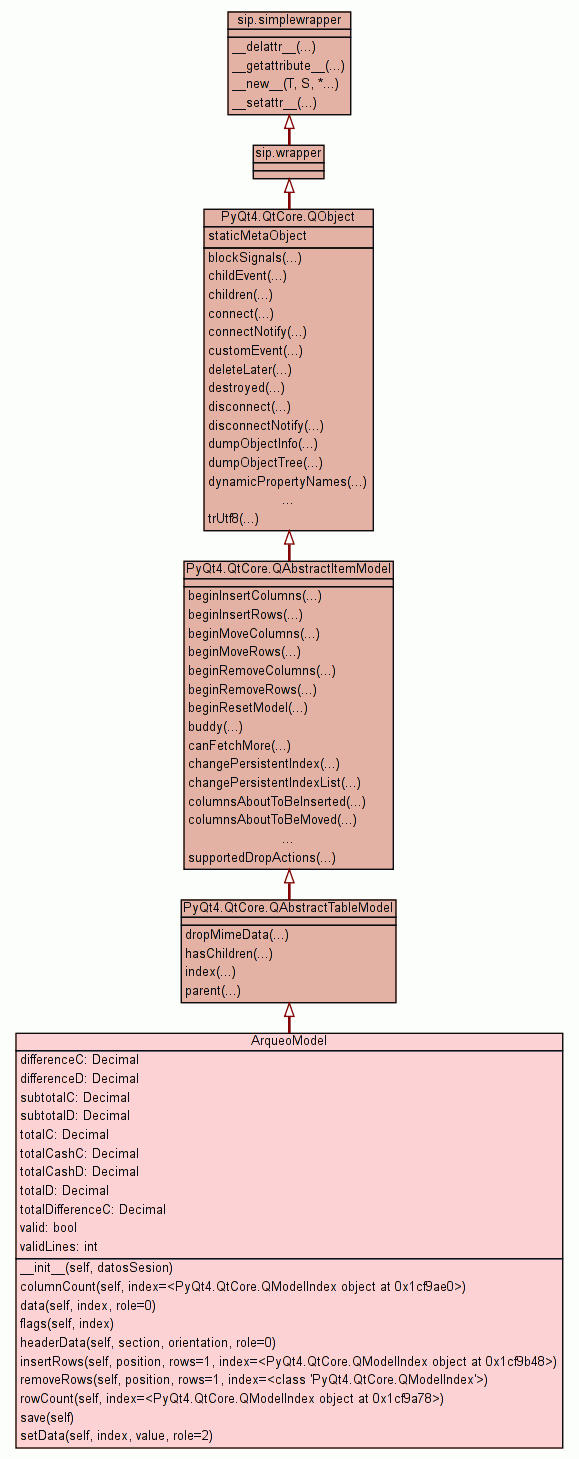 sip.simplewrapper
__delattr__(...)
__getattribute__(...)
__new__(T, S, *...)
__setattr__(...)
sip.wrapper
PyQt4.QtCore.QObject
staticMetaObject
blockSignals(...)
childEvent(...)
children(...)
connect(...)
connectNotify(...)
customEvent(...)
deleteLater(...)
destroyed(...)
disconnect(...)
disconnectNotify(...)
dumpObjectInfo(...)
dumpObjectTree(...)
dynamicPropertyNames(...)
...
trUtf8(...)
PyQt4.QtCore.QAbstractItemModel
beginInsertColumns(...)
beginInsertRows(...)
beginMoveColumns(...)
beginMoveRows(...)
beginRemoveColumns(...)
beginRemoveRows(...)
beginResetModel(...)
buddy(...)
canFetchMore(...)
changePersistentIndex(...)
changePersistentIndexList(...)
columnsAboutToBeInserted(...)
columnsAboutToBeMoved(...)
...
supportedDropActions(...)
PyQt4.QtCore.QAbstractTableModel
dropMimeData(...)
hasChildren(...)
index(...)
parent(...)
ArqueoModel
differenceC: Decimal
differenceD: Decimal
subtotalC: Decimal
subtotalD: Decimal
totalC: Decimal
totalCashC: Decimal
totalCashD: Decimal
totalD: Decimal
totalDifferenceC: Decimal
valid: bool
validLines: int
__init__(self, datosSesion)
columnCount(self, index=<PyQt4.QtCore.QModelIndex object at 0x1cf9ae0>)
data(self, index, role=0)
flags(self, index)
headerData(self, section, orientation, role=0)
insertRows(self, position, rows=1, index=<PyQt4.QtCore.QModelIndex object at 0x1cf9b48>)
removeRows(self, position, rows=1, index=<class 'PyQt4.QtCore.QModelIndex'>)
rowCount(self, index=<PyQt4.QtCore.QModelIndex object at 0x1cf9a78>)
save(self)
setData(self, index, value, role=2)